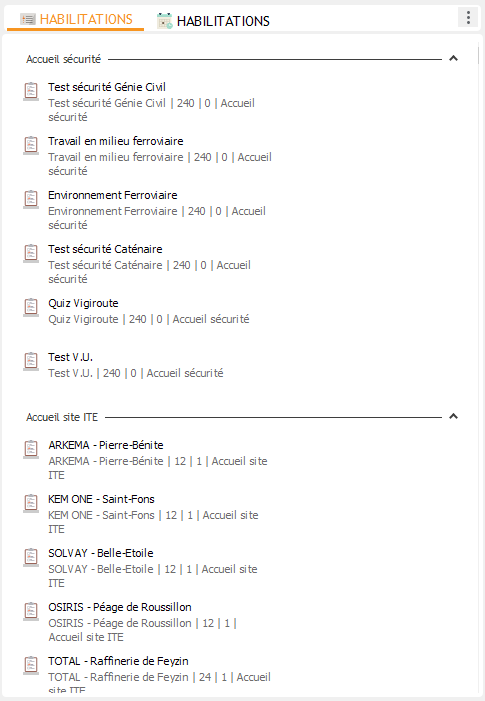 HABILITATIONS
HABILITATIONS
Accueil sécurité
Test sécurité Génie Civil
Test sécurité Génie Civil | 240 | 0 | Accueil
sécurité
Travail en milieu ferroviaire
Travail en milieu ferroviaire | 240 | 0 | Accueil
sécurité
Environnement Ferroviaire
Environnement Ferroviaire | 240 | 0 | Accueil
sécurité
Test sécurité Caténaire
Test sécurité Caténaire | 240 | 0 | Accueil
sécurité
Quiz Vigiroute
Quiz Vigiroute | 240 | 0 | Accueil sécurité
Test V.U.
Test V.U. | 240 | 0 | Accueil sécurité
Accueil site ITE
ARKEMA - Pierre-Bénite
ARKEMA - Pierre-Bénite | 12 | 1 | Accueil site
ITE
KEM ONE - Saint-Fons
KEM ONE - Saint-Fons | 12 | 1 | Accueil site
ITE
SOLVAY - Belle-Etoile
SOLVAY - Belle-Etoile | 12 | 1 | Accueil site
ITE
OSIRIS - Péage de Roussillon
OSIRIS - Péage de Roussillon | 12 | 1 |
Accueil site ITE
TOTAL - Raffinerie de Feyzin
TOTAL - Raffinerie de Feyzin | 24 | 1 | Accueil
site ITE